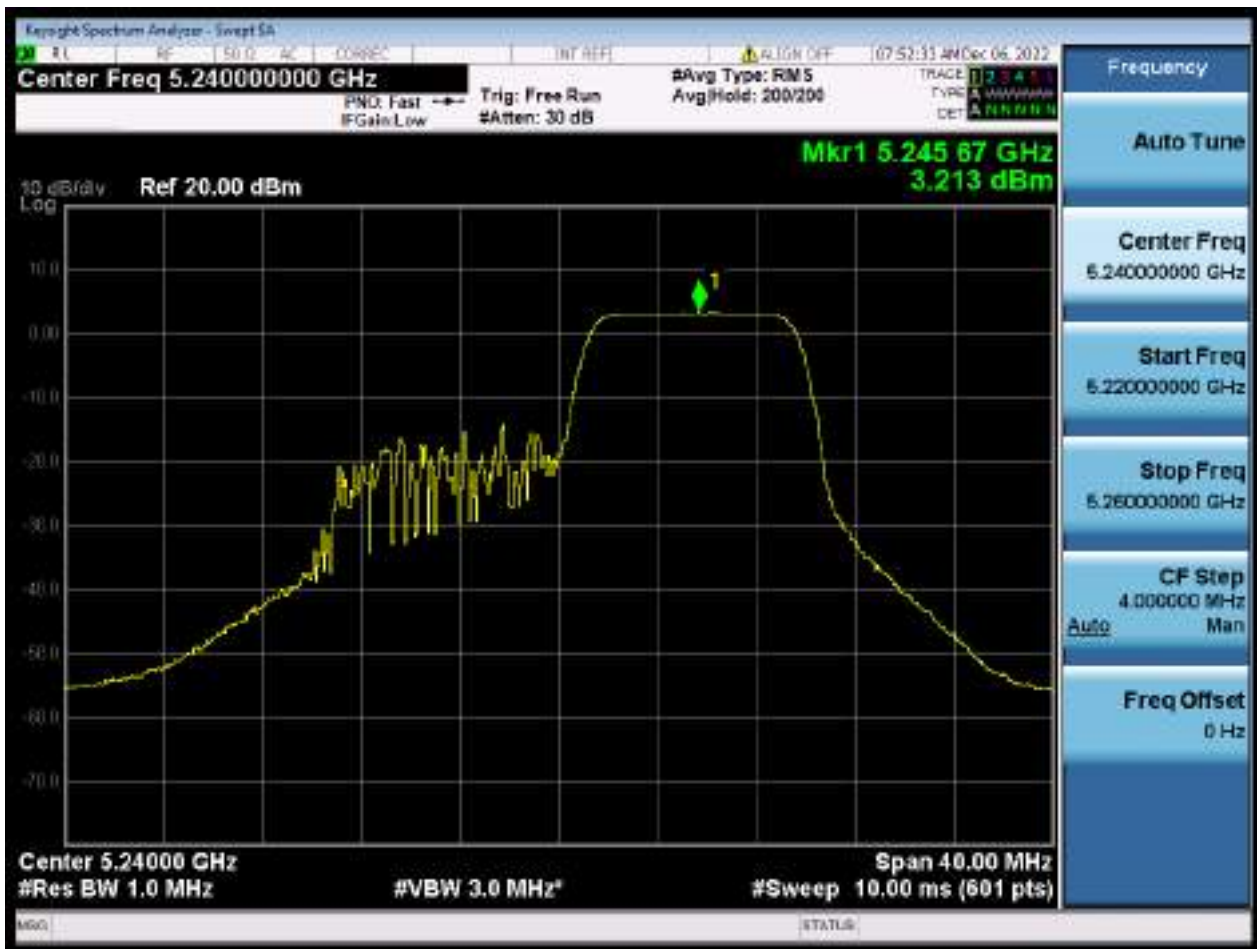 Keysight Spectrum Analyzer - Swept SA
RL RF 50 Ω AC CORREC INT REF ALIGN OFF 07:52:33 AM Dec 06, 2022
Center Freq 5.240000000 GHz
PNO: Fast
IFGain:Low
Trig: Free Run
#Atten: 30 dB
#Avg Type: RMS
Avg|Hold: 200/200
TRACE 1 2 3 4 5 6
TYPE A
DET A N N N N N
Mkr1 5.245 67 GHz
3.213 dBm
10 dB/div Ref 20.00 dBm
Log
10.0
0.00
-10.0
-20.0
-30.0
-40.0
-50.0
-60.0
-70.0
1
Center 5.24000 GHz
Span 40.00 MHz
#Res BW 1.0 MHz
#VBW 3.0 MHz*
#Sweep 10.00 ms (601 pts)
MSG
STATUS
Frequency
Auto Tune
Center Freq
5.240000000 GHz
Start Freq
5.220000000 GHz
Stop Freq
5.260000000 GHz
CF Step
4.000000 MHz
Auto Man
Freq Offset
0 Hz